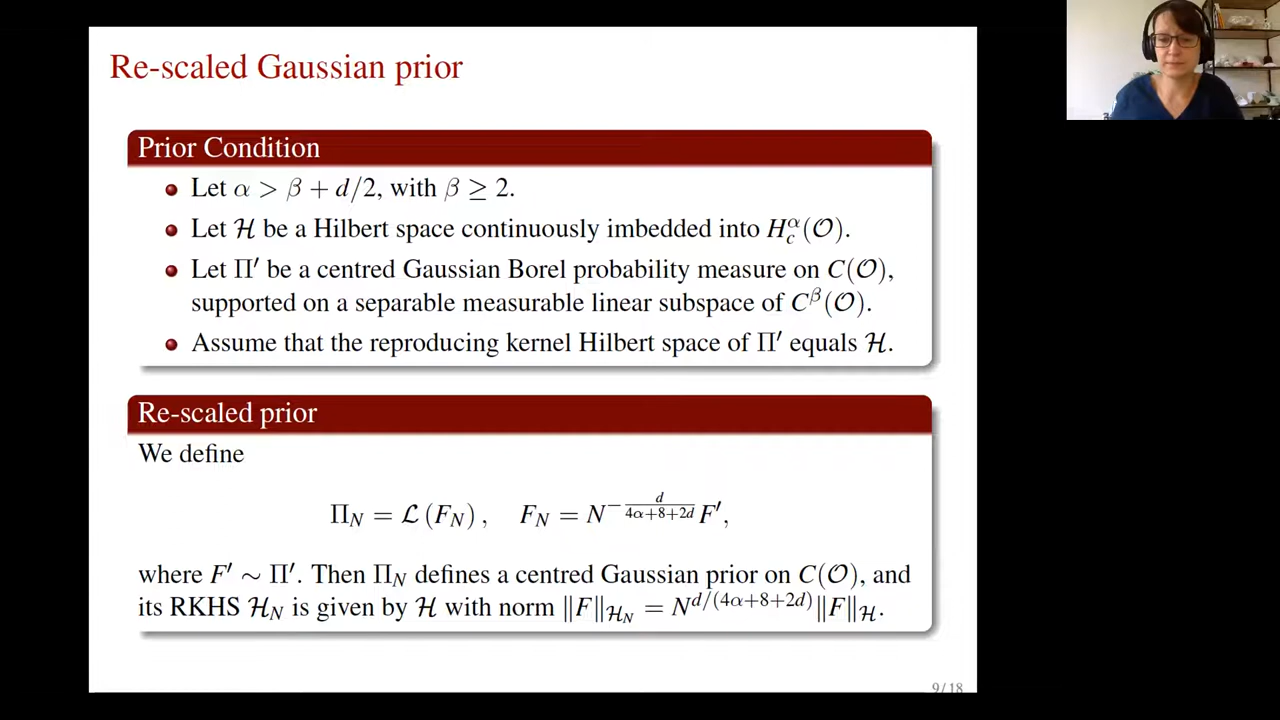 Re-scaled Gaussian prior
Prior Condition
Let α > β + d/2, with β ≥ 2.
Let ℋ be a Hilbert space continuously imbedded into H_c^α(𝒪).
Let Π′ be a centred Gaussian Borel probability measure on C(𝒪),
supported on a separable measurable linear subspace of C^β(𝒪).
Assume that the reproducing kernel Hilbert space of Π′ equals ℋ.
Re-scaled prior
We define
Π_N = ℒ(F_N), F_N = N^{-\frac{d}{4α+8+2d}} F′,
where F′ ∼ Π′. Then Π_N defines a centred Gaussian prior on C(𝒪), and
its RKHS ℋ_N is given by ℋ with norm ‖F‖_{ℋ_N} = N^{d/(4α+8+2d)}‖F‖_ℋ.
9/18